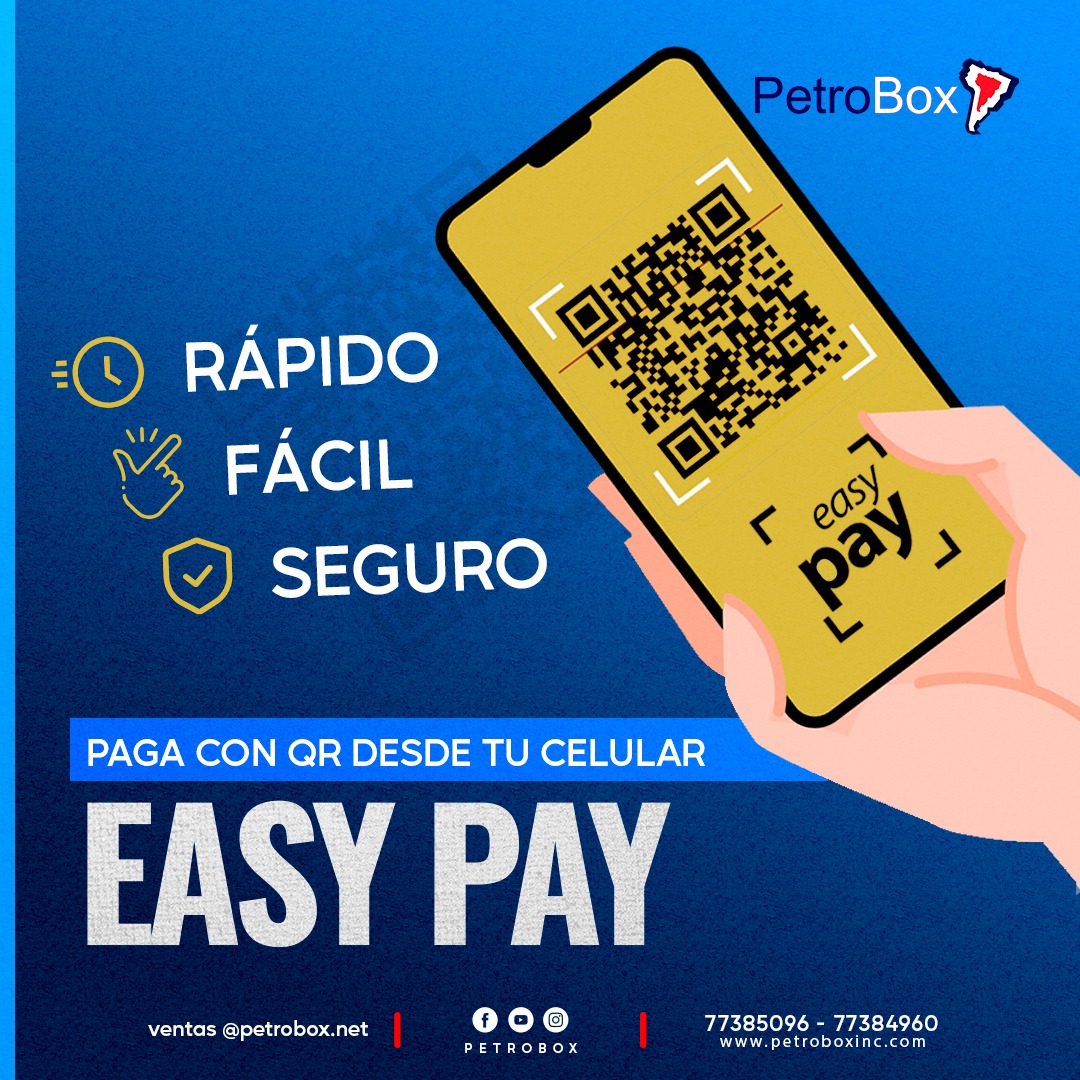 PetroBox
RÁPIDO
FÁCIL
SEGURO
easy
pay
PAGA CON QR DESDE TU CELULAR
EASY PAY
ventas @petrobox.net
PETROBOX
77385096 - 77384960
www.petroboxinc.com